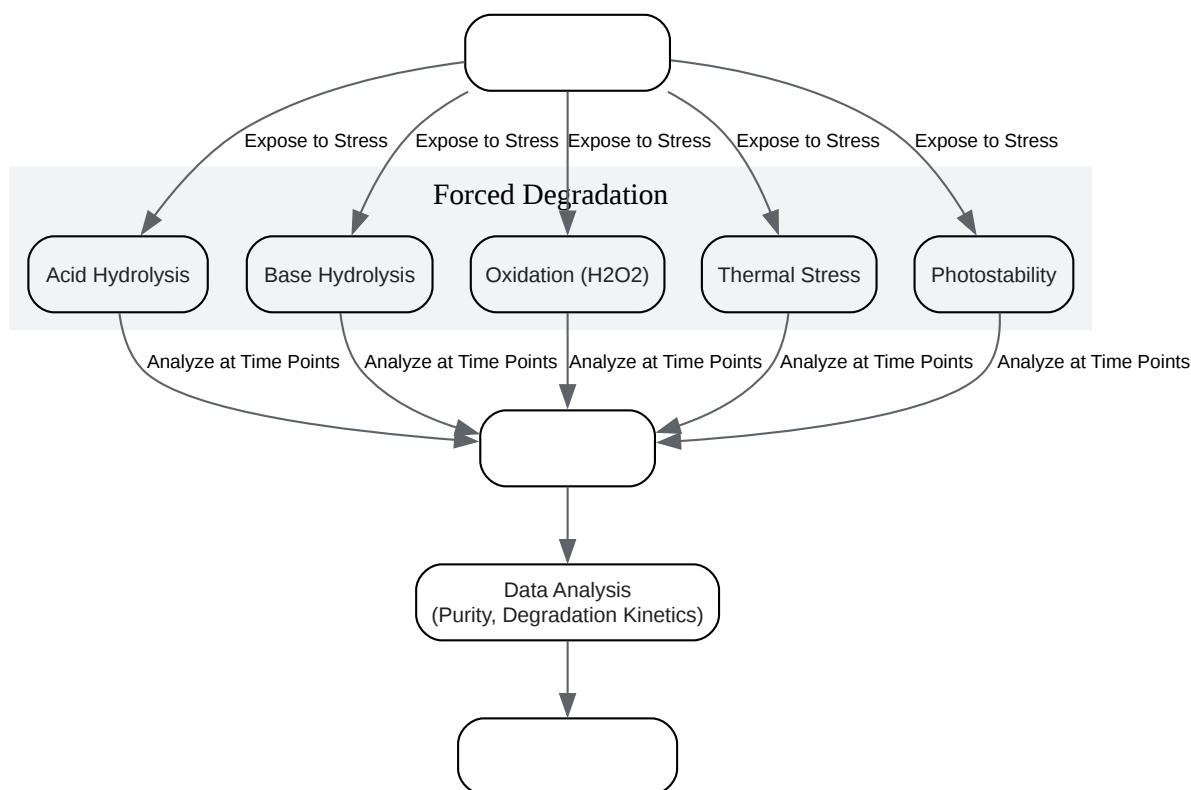 Expose to Stress Expose to Stress Expose to Stress Expose to Stress Expose to Stress
Forced Degradation
Acid Hydrolysis Base Hydrolysis Oxidation (H2O2) Thermal Stress Photostability
Analyze at Time Points Analyze at Time Points Analyze at Time Points Analyze at Time Points Analyze at Time Points
Data Analysis
(Purity, Degradation Kinetics)